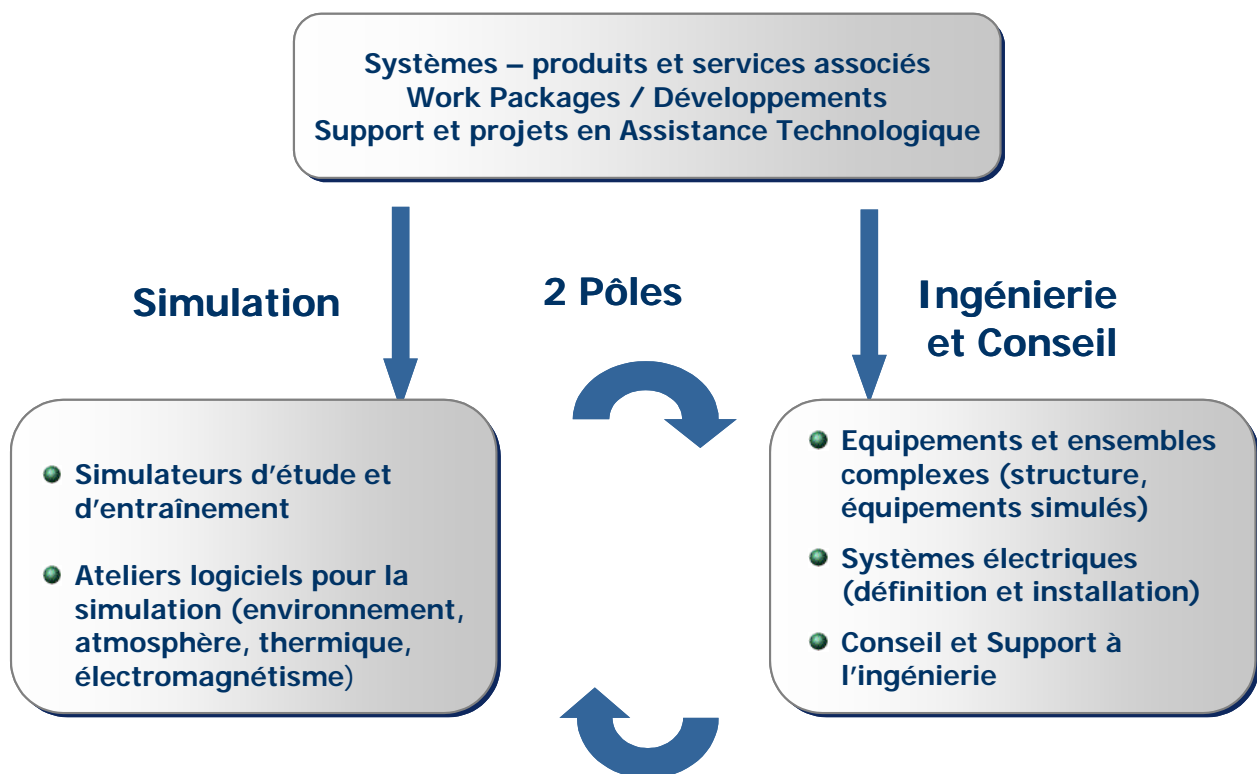 Systèmes – produits et services associés
Work Packages / Développements
Support et projets en Assistance Technologique
Simulation
2 Pôles
Ingénierie
et Conseil
Simulateurs d'étude et
d'entraînement
Ateliers logiciels pour la
simulation (environnement,
atmosphère, thermique,
électromagnétisme)
Equipements et ensembles
complexes (structure,
équipements simulés)
Systèmes électriques
(définition et installation)
Conseil et Support à
l'ingénierie